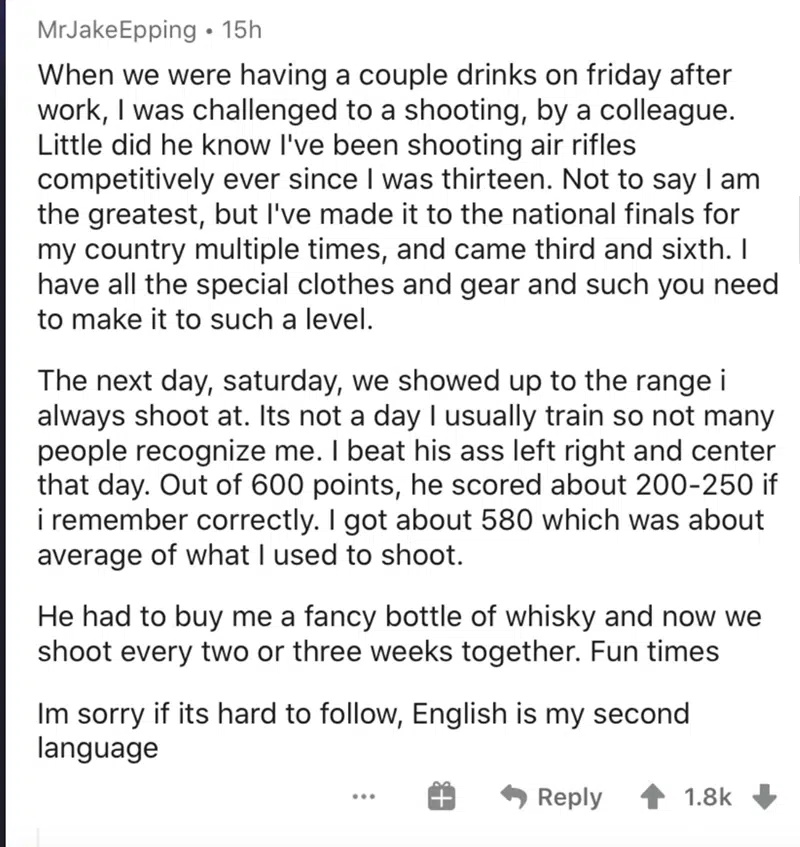 MrJakeEpping • 15h
When we were having a couple drinks on friday after
work, I was challenged to a shooting, by a colleague.
Little did he know I've been shooting air rifles
competitively ever since I was thirteen. Not to say I am
the greatest, but I've made it to the national finals for
my country multiple times, and came third and sixth. I
have all the special clothes and gear and such you need
to make it to such a level.
The next day, saturday, we showed up to the range i
always shoot at. Its not a day I usually train so not many
people recognize me. I beat his ass left right and center
that day. Out of 600 points, he scored about 200-250 if
i remember correctly. I got about 580 which was about
average of what I used to shoot.
He had to buy me a fancy bottle of whisky and now we
shoot every two or three weeks together. Fun times
Im sorry if its hard to follow, English is my second
language
Reply 1.8k